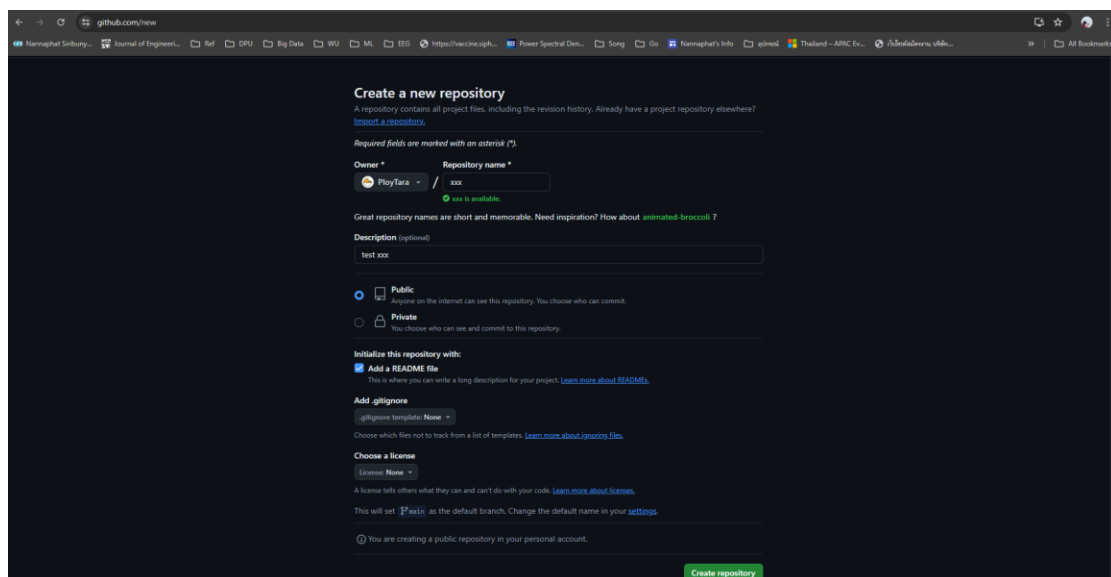 github.com/new
Nannaphat Siribuny... Journal of Engineeri... Ref DPU Big Data WU ML EEG https://vaccine.siph... Power Spectral Den... Song Go Nannaphat's Info อุปกรณ์ Thailand – APAC Ev... All Bookmarks
Create a new repository
A repository contains all project files, including the revision history. Already have a project repository elsewhere?
Import a repository.
Required fields are marked with an asterisk (*).
Owner * Repository name *
PloyTara / xxx
xxx is available.
Great repository names are short and memorable. Need inspiration? How about animated-broccoli ?
Description (optional)
test xxx
Public
Anyone on the internet can see this repository. You choose who can commit.
Private
You choose who can see and commit to this repository.
Initialize this repository with:
Add a README file
This is where you can write a long description for your project. Learn more about READMEs.
Add .gitignore
.gitignore template: None
Choose which files not to track from a list of templates. Learn more about ignoring files.
Choose a license
License: None
A license tells others what they can and can't do with your code. Learn more about licenses.
This will set main as the default branch. Change the default name in your settings.
You are creating a public repository in your personal account.
Create repository